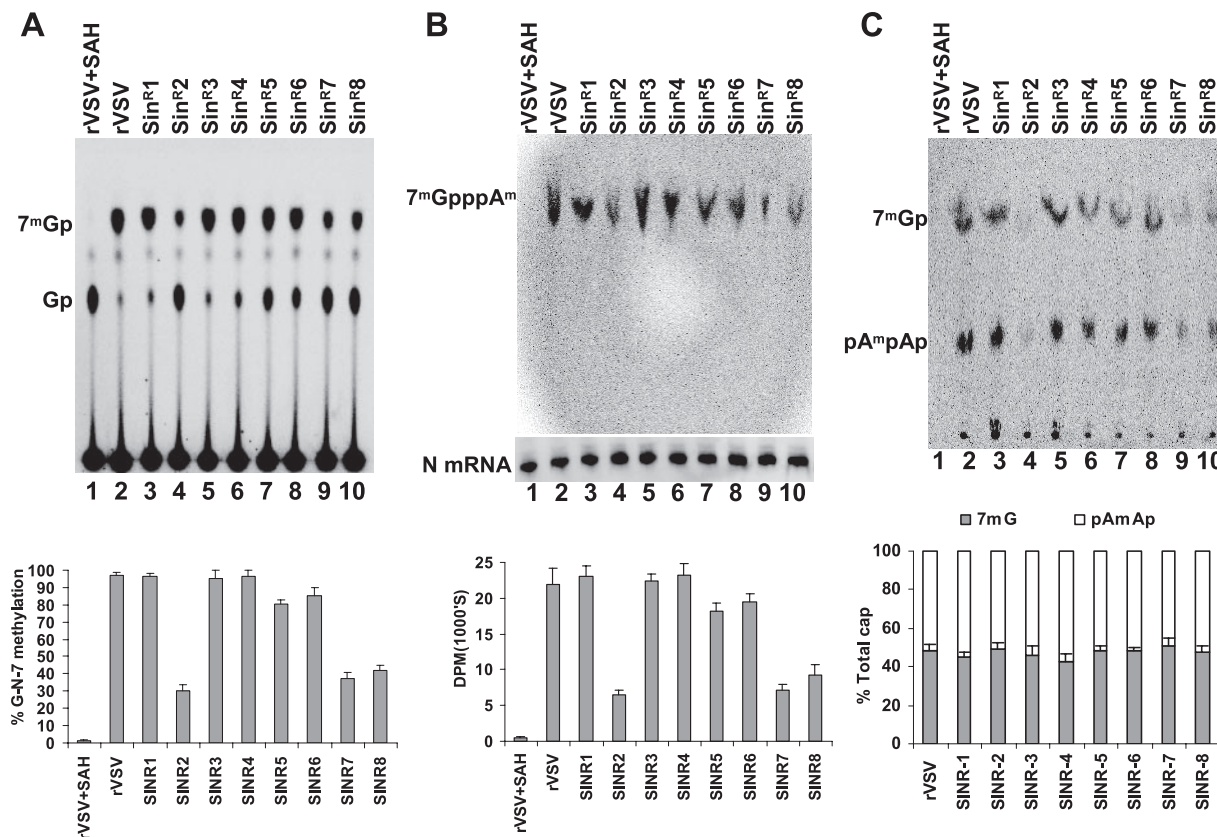 A
rVSV+SAH
rVSV
SinR1
SinR2
SinR3
SinR4
SinR5
SinR6
SinR7
SinR8
7mGp
Gp
1 2 3 4 5 6 7 8 9 10
% G-N-7 methylation
100
90
80
70
60
50
40
30
20
10
0
rVSV+SAH
rVSV
SINR1
SINR2
SINR3
SINR4
SINR5
SINR6
SINR7
SINR8
B
rVSV+SAH
rVSV
SinR1
SinR2
SinR3
SinR4
SinR5
SinR6
SinR7
SinR8
7mGpppAm
N mRNA
1 2 3 4 5 6 7 8 9 10
DPM(1000'S)
25
20
15
10
5
0
rVSV+SAH
rVSV
SINR1
SINR2
SINR3
SINR4
SINR5
SINR6
SINR7
SINR8
C
rVSV+SAH
rVSV
SinR1
SinR2
SinR3
SinR4
SinR5
SinR6
SinR7
SinR8
7mGp
pAmpAp
1 2 3 4 5 6 7 8 9 10
7mG pAmAp
% Total cap
100
80
60
40
20
0
rVSV
SINR-1
SINR-2
SINR-3
SINR-4
SINR-5
SINR-6
SINR-7
SINR-8